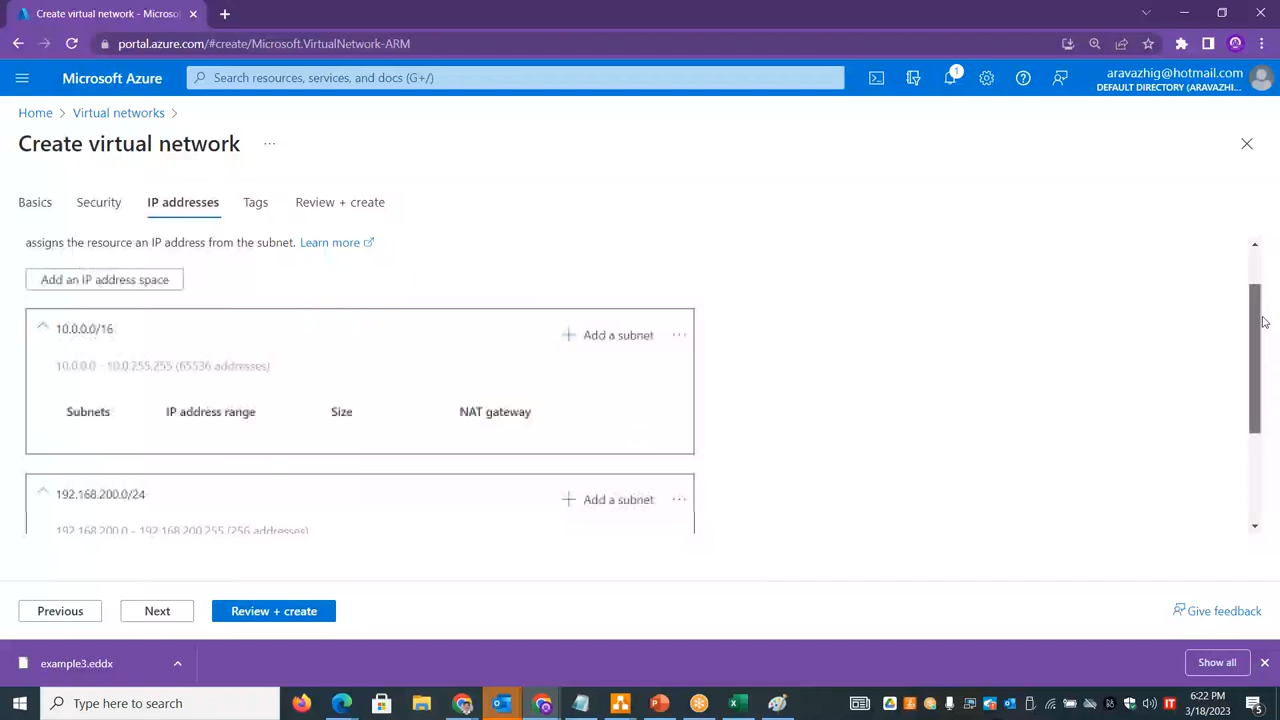 Create virtual network - Microso
portal.azure.com/#create/Microsoft.VirtualNetwork-ARM
Microsoft Azure
Search resources, services, and docs (G+/)
1
aravazhig@hotmail.com
DEFAULT DIRECTORY (ARAVAZHI...
Home > Virtual networks >
Create virtual network ...
Basics Security IP addresses Tags Review + create
assigns the resource an IP address from the subnet. Learn more
Add an IP address space
10.0.0.0/16
+ Add a subnet ...
10.0.0.0 - 10.0.255.255 (65536 addresses)
Subnets IP address range Size NAT gateway
192.168.200.0/24
+ Add a subnet ...
192.168.200.0 - 192.168.200.255 (256 addresses)
Previous Next Review + create
Give feedback
example3.eddx
Show all
Type here to search
IT
6:22 PM
3/18/2023
5